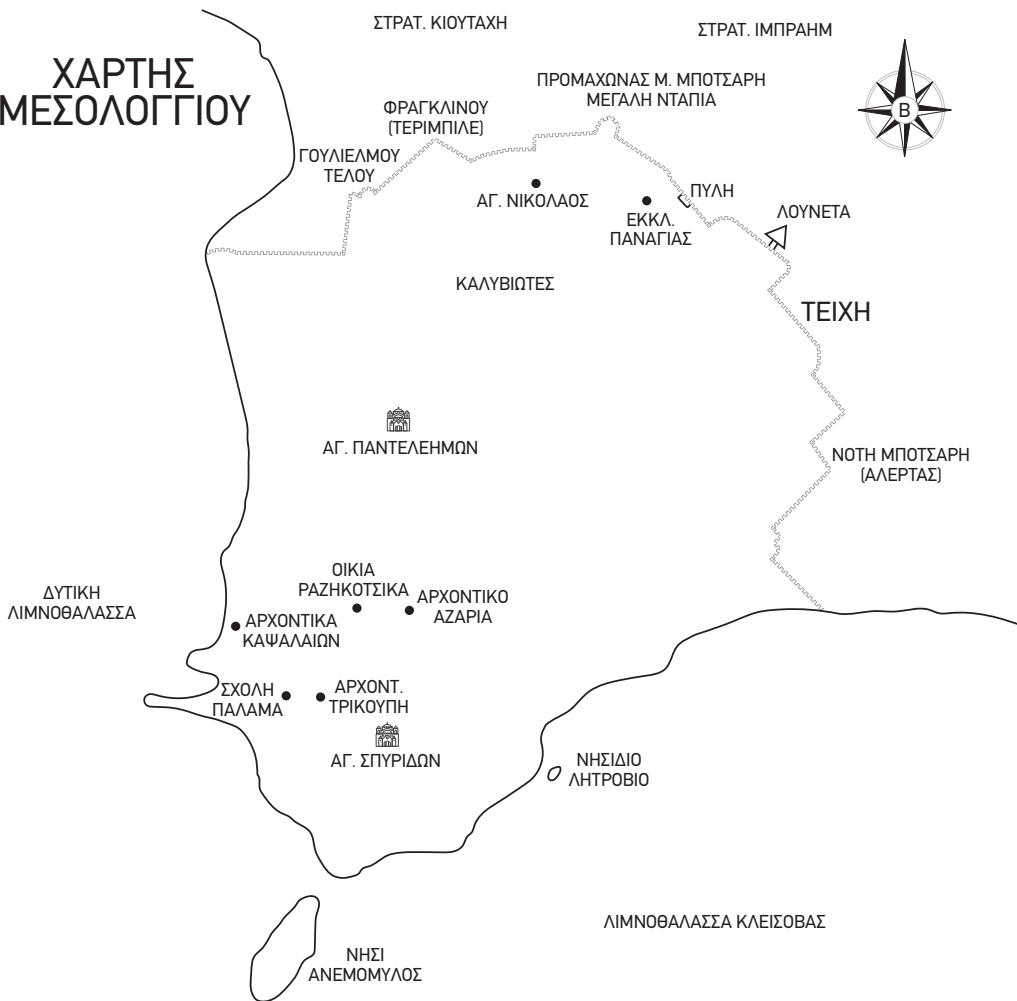 ΣΤΡΑΤ. ΚΙΟΥΤΑΧΗ
ΣΤΡΑΤ. ΙΜΠΡΑΗΜ
ΧΑΡΤΗΣ
ΜΕΣΟΛΟΓΓΙΟΥ
ΠΡΟΜΑΧΩΝΑΣ Μ. ΜΠΟΤΣΑΡΗ
ΜΕΓΑΛΗ ΝΤΑΠΙΑ
ΦΡΑΓΚΛΙΝΟΥ
(ΤΕΡΙΜΠΙΛΕ)
Β
ΓΟΥΛΙΕΛΜΟΥ
ΤΕΛΟΥ
ΑΓ. ΝΙΚΟΛΑΟΣ
ΠΥΛΗ
ΕΚΚΛ.
ΠΑΝΑΓΙΑΣ
ΛΟΥΝΕΤΑ
ΚΑΛΥΒΙΩΤΕΣ
ΤΕΙΧΗ
ΑΓ. ΠΑΝΤΕΛΕΗΜΩΝ
ΝΟΤΗ ΜΠΟΤΣΑΡΗ
(ΑΛΕΡΤΑΣ)
ΔΥΤΙΚΗ
ΛΙΜΝΟΘΑΛΑΣΣΑ
ΟΙΚΙΑ
ΡΑΖΗΚΟΤΣΙΚΑ
ΑΡΧΟΝΤΙΚΟ
ΑΖΑΡΙΑ
ΑΡΧΟΝΤΙΚΑ
ΚΑΨΑΛΑΙΩΝ
ΣΧΟΛΗ
ΠΑΛΑΜΑ
ΑΡΧΟΝΤ.
ΤΡΙΚΟΥΠΗ
ΑΓ. ΣΠΥΡΙΔΩΝ
ΝΗΣΙΔΙΟ
ΛΗΤΡΟΒΙΟ
ΛΙΜΝΟΘΑΛΑΣΣΑ ΚΛΕΙΣΟΒΑΣ
ΝΗΣΙ
ΑΝΕΜΟΜΥΛΟΣ